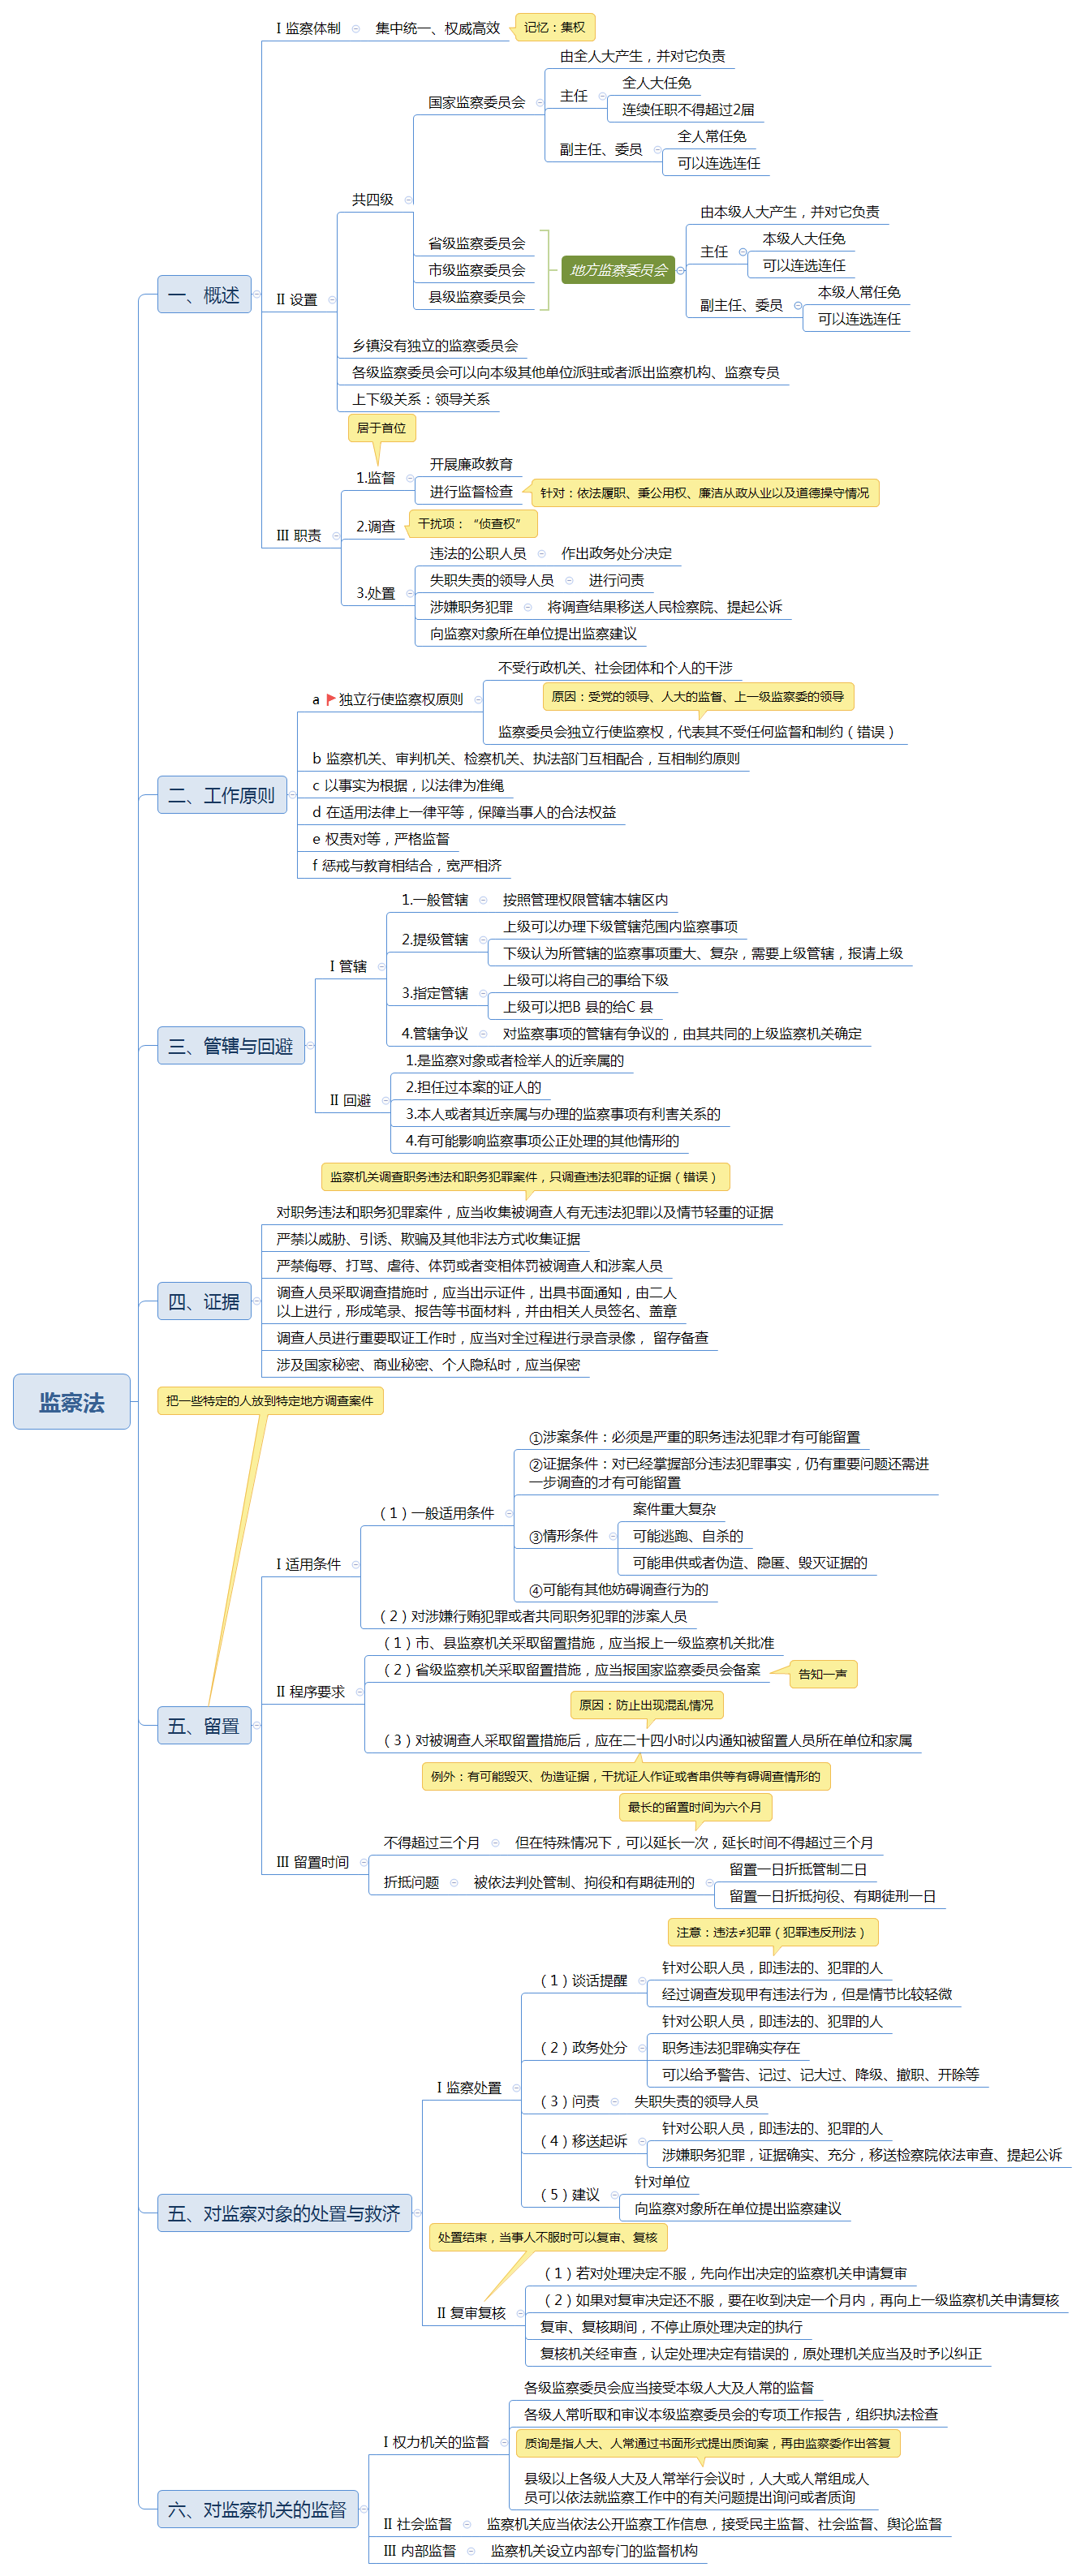 监察法
一、概述
Ⅰ 监察体制
集中统一、权威高效
记忆：集权
Ⅱ 设置
共四级
国家监察委员会
由全人大产生，并对它负责
主任
全人大任免
连续任职不得超过2届
副主任、委员
全人常任免
可以连选连任
省级监察委员会
市级监察委员会
县级监察委员会
地方监察委员会
由本级人大产生，并对它负责
主任
本级人大任免
可以连选连任
副主任、委员
本级人常任免
可以连选连任
乡镇没有独立的监察委员会
各级监察委员会可以向本级其他单位派驻或者派出监察机构、监察专员
上下级关系：领导关系
Ⅲ 职责
居于首位
1.监督
开展廉政教育
进行监督检查
针对：依法履职、秉公用权、廉洁从政从业以及道德操守情况
2.调查
干扰项：“侦查权”
3.处置
违法的公职人员
作出政务处分决定
失职失责的领导人员
进行问责
涉嫌职务犯罪
将调查结果移送人民检察院、提起公诉
向监察对象所在单位提出监察建议
二、工作原则
a 独立行使监察权原则
不受行政机关、社会团体和个人的干涉
原因：受党的领导、人大的监督、上一级监察委的领导
监察委员会独立行使监察权，代表其不受任何监督和制约（错误）
b 监察机关、审判机关、检察机关、执法部门互相配合，互相制约原则
c 以事实为根据，以法律为准绳
d 在适用法律上一律平等，保障当事人的合法权益
e 权责对等，严格监督
f 惩戒与教育相结合，宽严相济
三、管辖与回避
Ⅰ 管辖
1.一般管辖
按照管理权限管辖本辖区内
2.提级管辖
上级可以办理下级管辖范围内监察事项
下级认为所管辖的监察事项重大、复杂，需要上级管辖，报请上级
3.指定管辖
上级可以将自己的事给下级
上级可以把B 县的给C 县
4.管辖争议
对监察事项的管辖有争议的，由其共同的上级监察机关确定
Ⅱ 回避
1.是监察对象或者检举人的近亲属的
2.担任过本案的证人的
3.本人或者其近亲属与办理的监察事项有利害关系的
4.有可能影响监察事项公正处理的其他情形的
四、证据
监察机关调查职务违法和职务犯罪案件，只调查违法犯罪的证据（错误）
对职务违法和职务犯罪案件，应当收集被调查人有无违法犯罪以及情节轻重的证据
严禁以威胁、引诱、欺骗及其他非法方式收集证据
严禁侮辱、打骂、虐待、体罚或者变相体罚被调查人和涉案人员
调查人员采取调查措施时，应当出示证件，出具书面通知，由二人
以上进行，形成笔录、报告等书面材料，并由相关人员签名、盖章
调查人员进行重要取证工作时，应当对全过程进行录音录像， 留存备查
涉及国家秘密、商业秘密、个人隐私时，应当保密
把一些特定的人放到特定地方调查案件
五、留置
Ⅰ 适用条件
（1）一般适用条件
①涉案条件：必须是严重的职务违法犯罪才有可能留置
②证据条件：对已经掌握部分违法犯罪事实，仍有重要问题还需进
一步调查的才有可能留置
③情形条件
案件重大复杂
可能逃跑、自杀的
可能串供或者伪造、隐匿、毁灭证据的
④可能有其他妨碍调查行为的
（2）对涉嫌行贿犯罪或者共同职务犯罪的涉案人员
Ⅱ 程序要求
（1）市、县监察机关采取留置措施，应当报上一级监察机关批准
（2）省级监察机关采取留置措施，应当报国家监察委员会备案
告知一声
原因：防止出现混乱情况
（3）对被调查人采取留置措施后，应在二十四小时以内通知被留置人员所在单位和家属
例外：有可能毁灭、伪造证据，干扰证人作证或者串供等有碍调查情形的
Ⅲ 留置时间
最长的留置时间为六个月
不得超过三个月
但在特殊情况下，可以延长一次，延长时间不得超过三个月
折抵问题
被依法判处管制、拘役和有期徒刑的
留置一日折抵管制二日
留置一日折抵拘役、有期徒刑一日
五、对监察对象的处置与救济
Ⅰ 监察处置
注意：违法≠犯罪（犯罪违反刑法）
（1）谈话提醒
针对公职人员，即违法的、犯罪的人
经过调查发现甲有违法行为，但是情节比较轻微
（2）政务处分
针对公职人员，即违法的、犯罪的人
职务违法犯罪确实存在
可以给予警告、记过、记大过、降级、撤职、开除等
（3）问责
失职失责的领导人员
（4）移送起诉
针对公职人员，即违法的、犯罪的人
涉嫌职务犯罪，证据确实、充分，移送检察院依法审查、提起公诉
（5）建议
针对单位
向监察对象所在单位提出监察建议
处置结束，当事人不服时可以复审、复核
Ⅱ 复审复核
（1）若对处理决定不服，先向作出决定的监察机关申请复审
（2）如果对复审决定还不服，要在收到决定一个月内，再向上一级监察机关申请复核
复审、复核期间，不停止原处理决定的执行
复核机关经审查，认定处理决定有错误的，原处理机关应当及时予以纠正
六、对监察机关的监督
Ⅰ 权力机关的监督
各级监察委员会应当接受本级人大及人常的监督
各级人常听取和审议本级监察委员会的专项工作报告，组织执法检查
质询是指人大、人常通过书面形式提出质询案，再由监察委作出答复
县级以上各级人大及人常举行会议时，人大或人常组成人
员可以依法就监察工作中的有关问题提出询问或者质询
Ⅱ 社会监督
监察机关应当依法公开监察工作信息，接受民主监督、社会监督、舆论监督
Ⅲ 内部监督
监察机关设立内部专门的监督机构